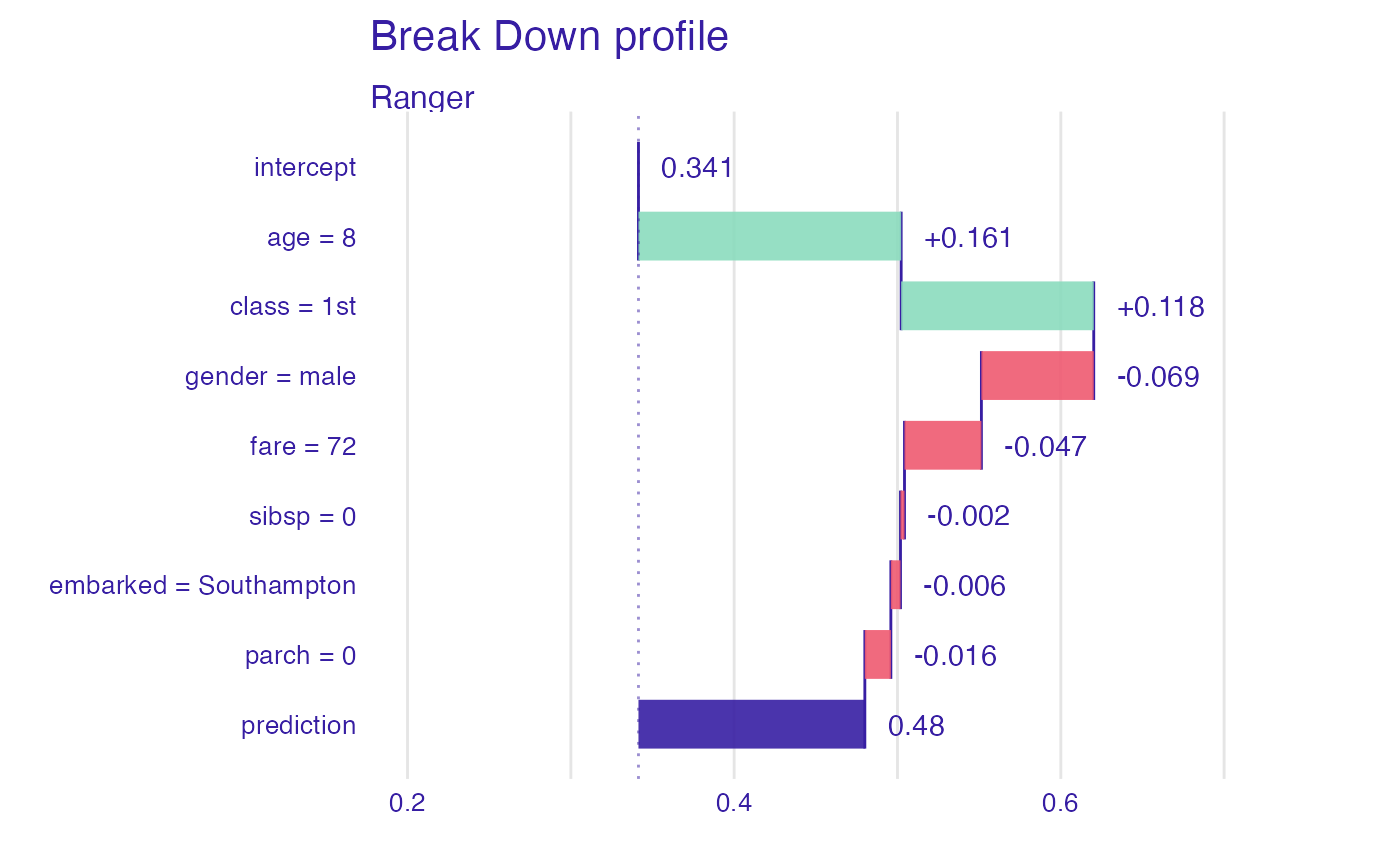 Break Down profile
Ranger
intercept 0.341
age = 8 +0.161
class = 1st +0.118
gender = male -0.069
fare = 72 -0.047
sibsp = 0 -0.002
embarked = Southampton -0.006
parch = 0 -0.016
prediction 0.48
0.2 0.4 0.6